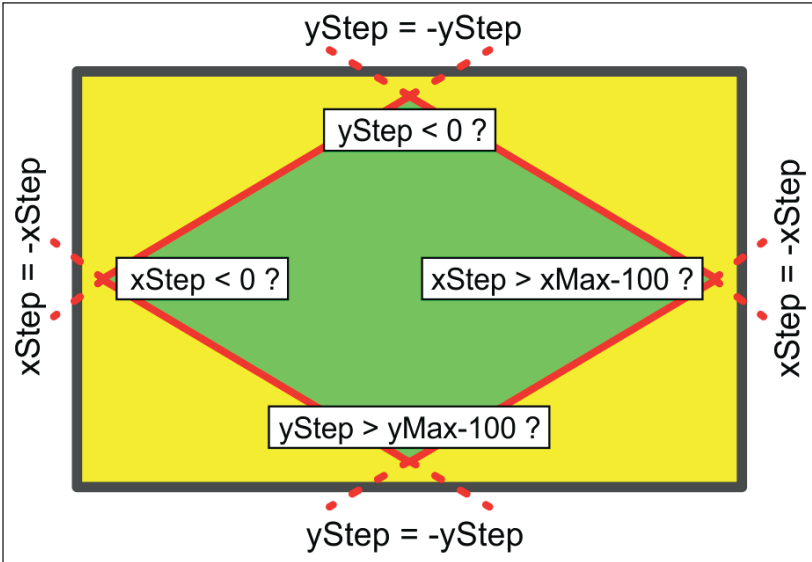 yStep = -yStep
yStep < 0 ?
xStep = -xStep
xStep < 0 ?
xStep > xMax-100 ?
xStep = -xStep
yStep > yMax-100 ?
yStep = -yStep